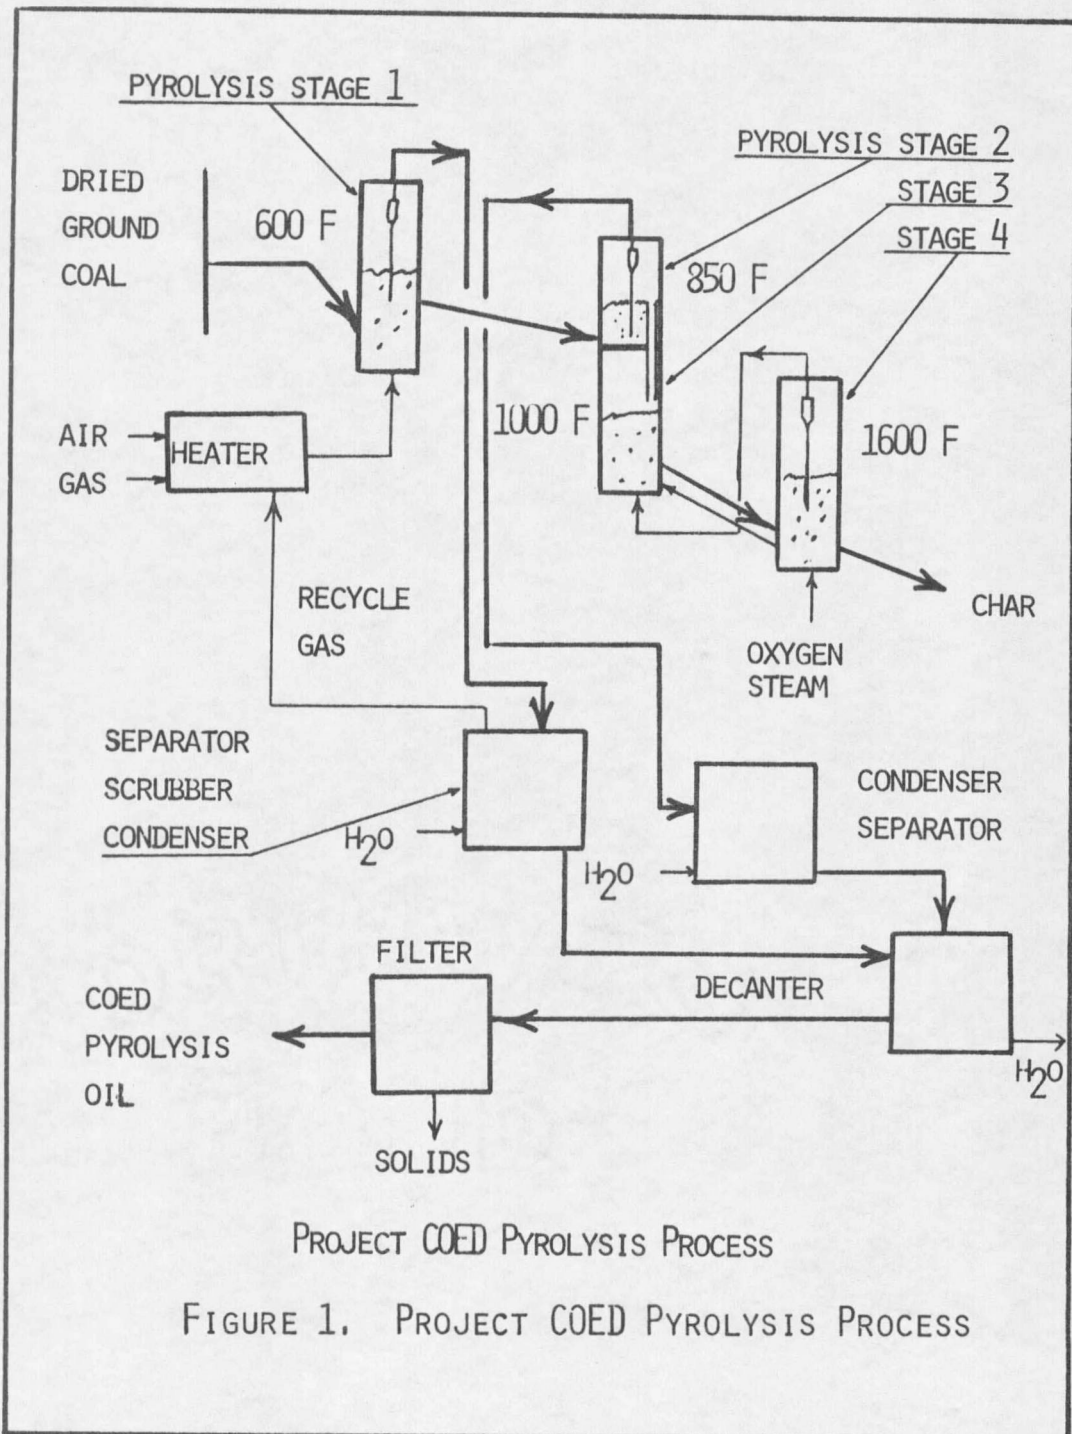 PYROLYSIS STAGE 1
PYROLYSIS STAGE 2
STAGE 3
STAGE 4
DRIED
GROUND
COAL
600 F
850 F
1000 F
1600 F
AIR
GAS
HEATER
RECYCLE
GAS
CHAR
OXYGEN
STEAM
SEPARATOR
SCRUBBER
CONDENSER
H2O
CONDENSER
SEPARATOR
H2O
FILTER
DECANTER
COED
PYROLYSIS
OIL
H2O
SOLIDS
PROJECT COED PYROLYSIS PROCESS
FIGURE 1. PROJECT COED PYROLYSIS PROCESS